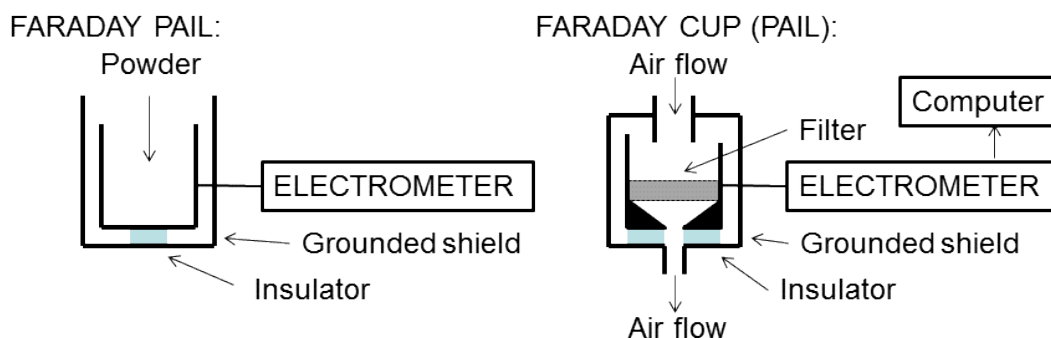 FARADAY PAIL:
Powder
ELECTROMETER
Grounded shield
Insulator
FARADAY CUP (PAIL):
Air flow
Computer
Filter
ELECTROMETER
Grounded shield
Insulator
Air flow